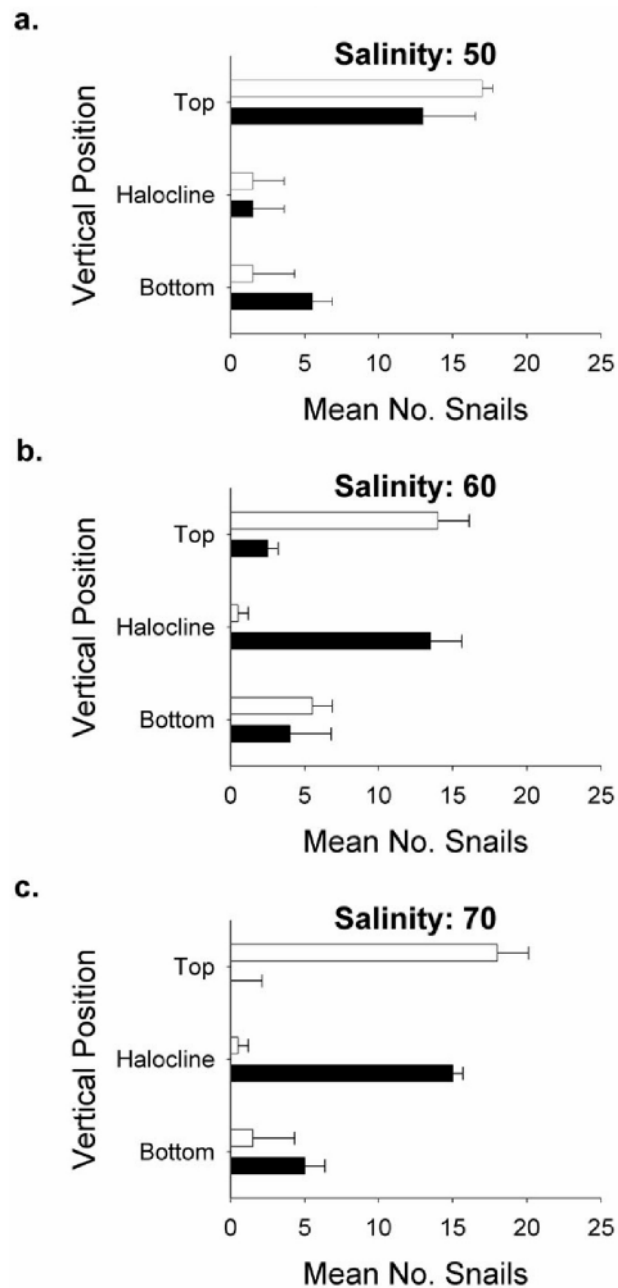 a.
Salinity: 50
Vertical Position
Top
Halocline
Bottom
0 5 10 15 20 25
Mean No. Snails
b.
Salinity: 60
Vertical Position
Top
Halocline
Bottom
0 5 10 15 20 25
Mean No. Snails
c.
Salinity: 70
Vertical Position
Top
Halocline
Bottom
0 5 10 15 20 25
Mean No. Snails